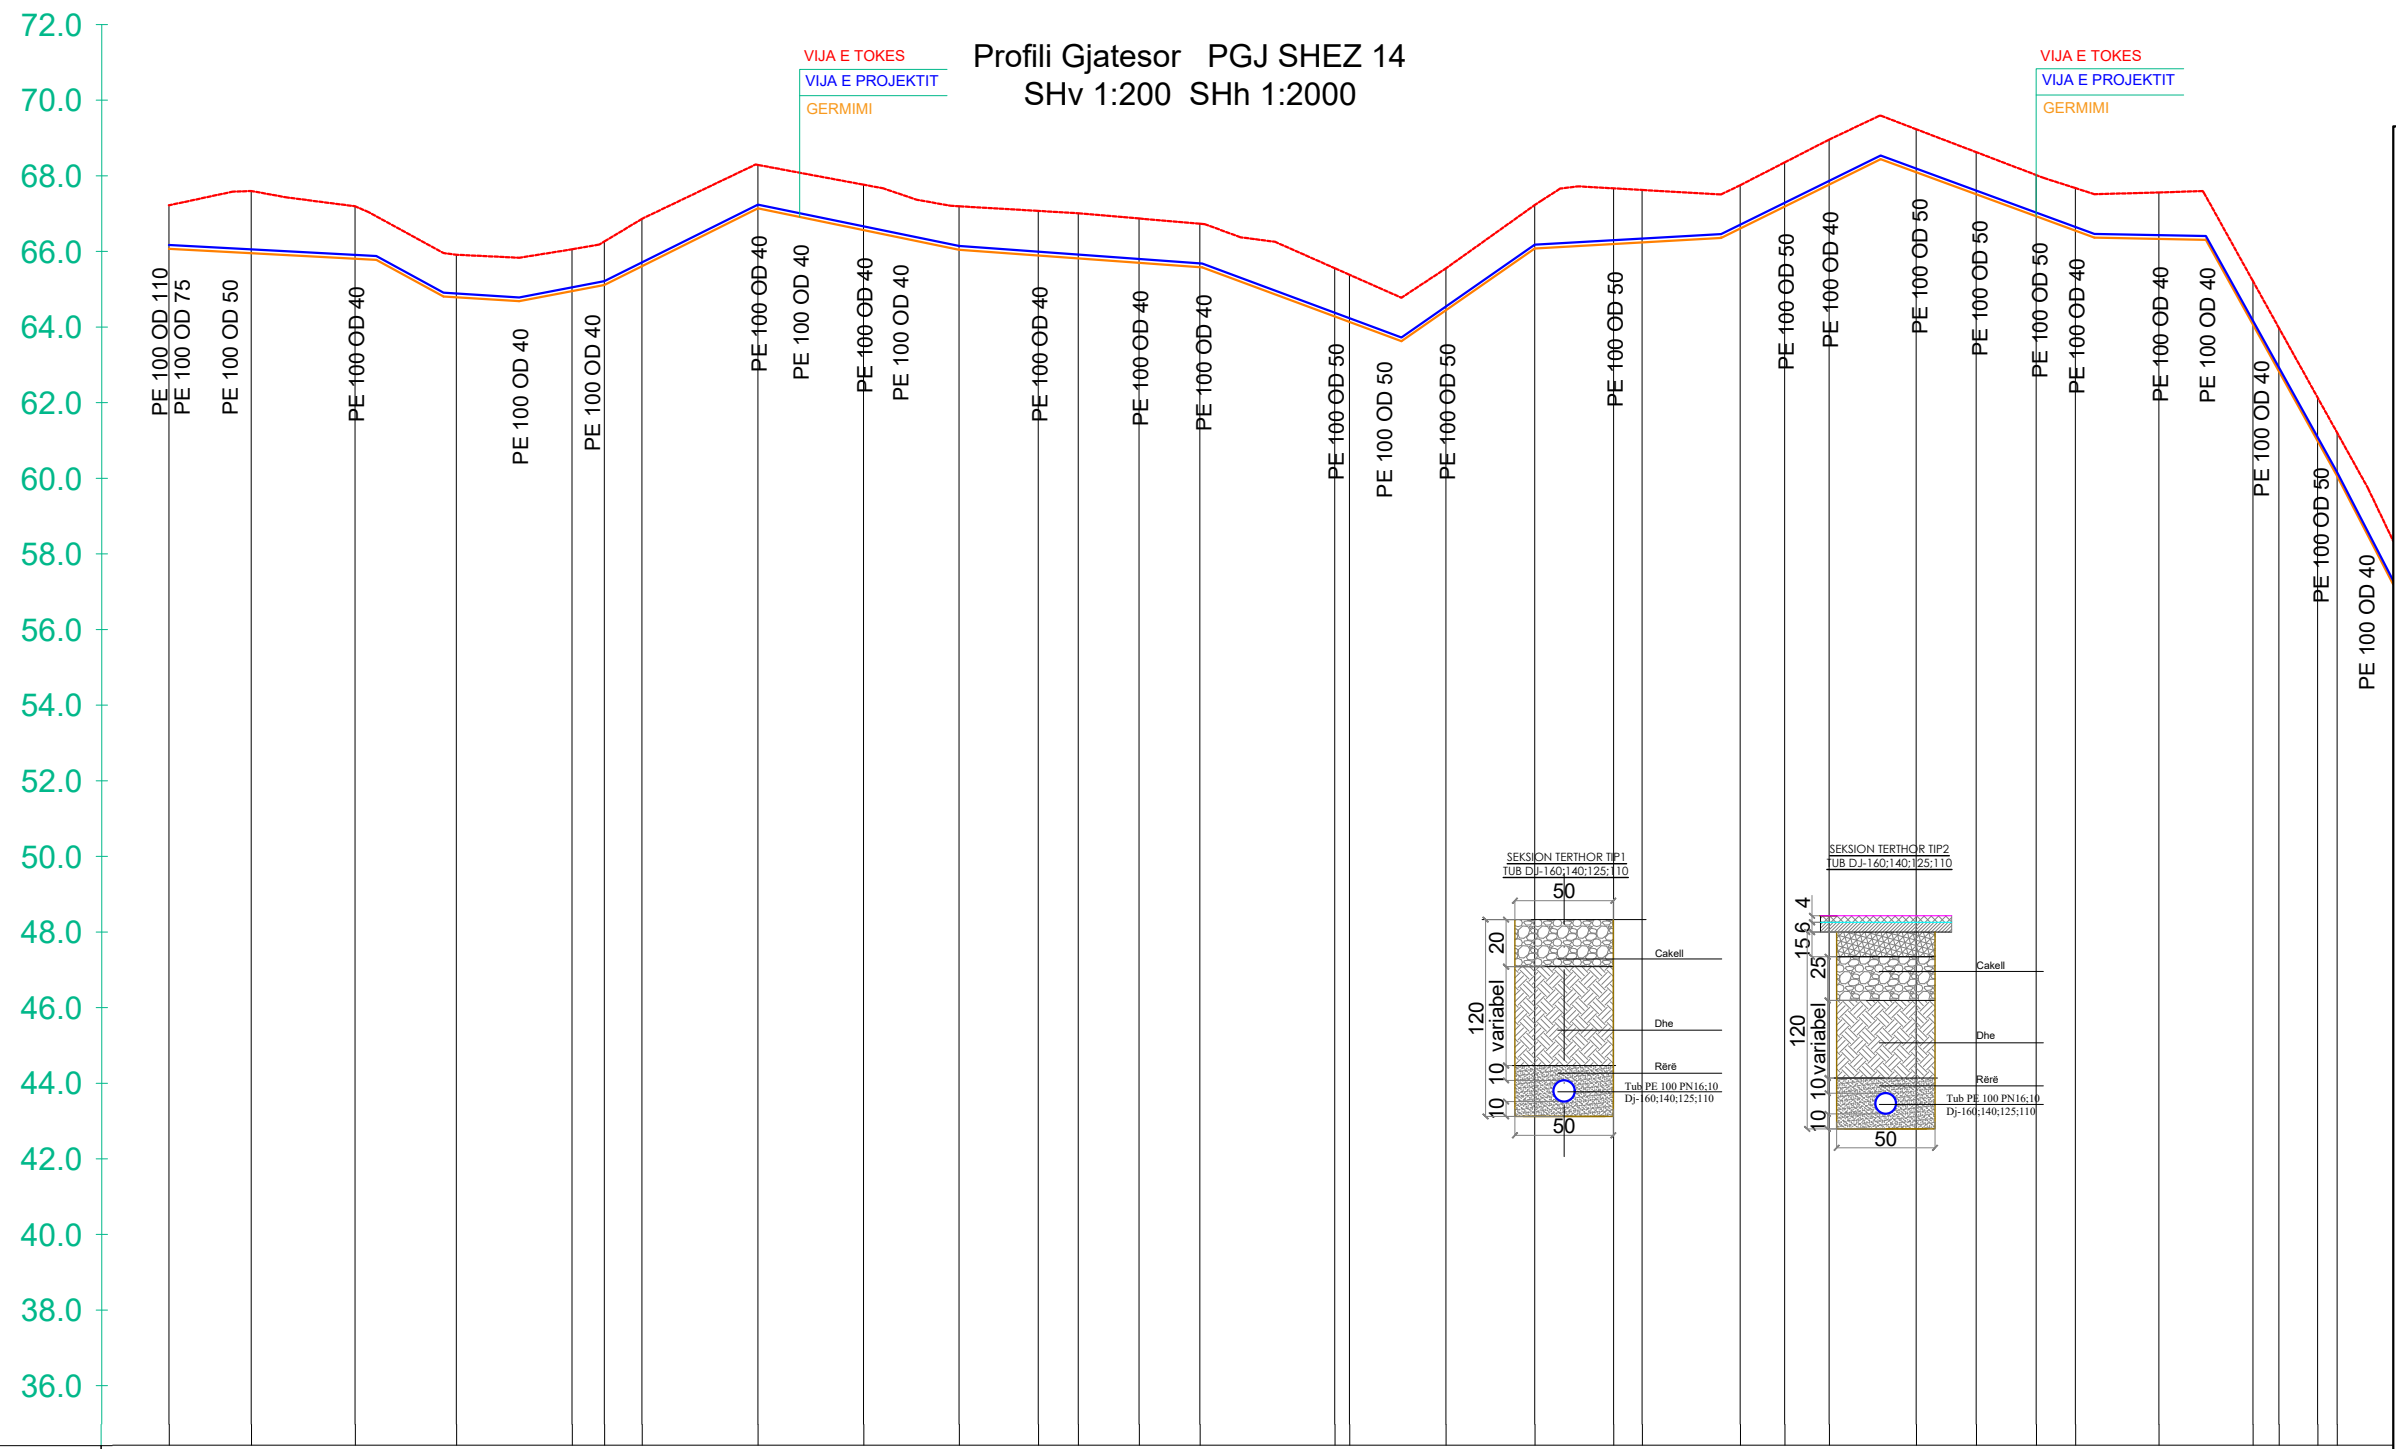 Profili Gjatesor PGJ SHEZ 14
SHv 1:200 SHh 1:2000
VIJA E TOKES
VIJA E PROJEKTIT
GERMIMI
VIJA E TOKES
VIJA E PROJEKTIT
GERMIMI
72.0
70.0
68.0
66.0
64.0
62.0
60.0
58.0
56.0
54.0
52.0
50.0
48.0
46.0
44.0
42.0
40.0
38.0
36.0
PE 100 OD 110
PE 100 OD 75
PE 100 OD 50
PE 100 OD 40
PE 100 OD 40
PE 100 OD 40
PE 100 OD 40
PE 100 OD 40
PE 100 OD 40
PE 100 OD 40
PE 100 OD 40
PE 100 OD 40
PE 100 OD 40
PE 100 OD 50
PE 100 OD 50
PE 100 OD 50
PE 100 OD 50
PE 100 OD 50
PE 100 OD 40
PE 100 OD 50
PE 100 OD 50
PE 100 OD 50
PE 100 OD 40
PE 100 OD 40
PE 100 OD 40
PE 100 OD 40
PE 100 OD 50
PE 100 OD 40
SEKSION TERTHOR TIP1
TUB DJ-160;140;125;110
50
20
120
variabel
10
10
50
Cakell
Dhe
Rërë
Tub PE 100 PN16;10
Dj-160;140;125;110
SEKSION TERTHOR TIP2
TUB DJ-160;140;125;110
4
6
15
25
120
variabel
10
10
50
Cakell
Dhe
Rërë
Tub PE 100 PN16;10
Dj-160;140;125;110